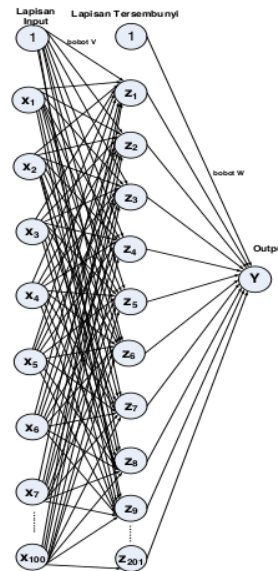 Lapisan Input
Lapisan Tersembunyi
1
1
bobot V
x1
z1
x2
z2
bobot W
x3
z3
Outpu
x4
z4
Y
x5
z5
x6
z6
x7
z7
z8
z9
x100
z201